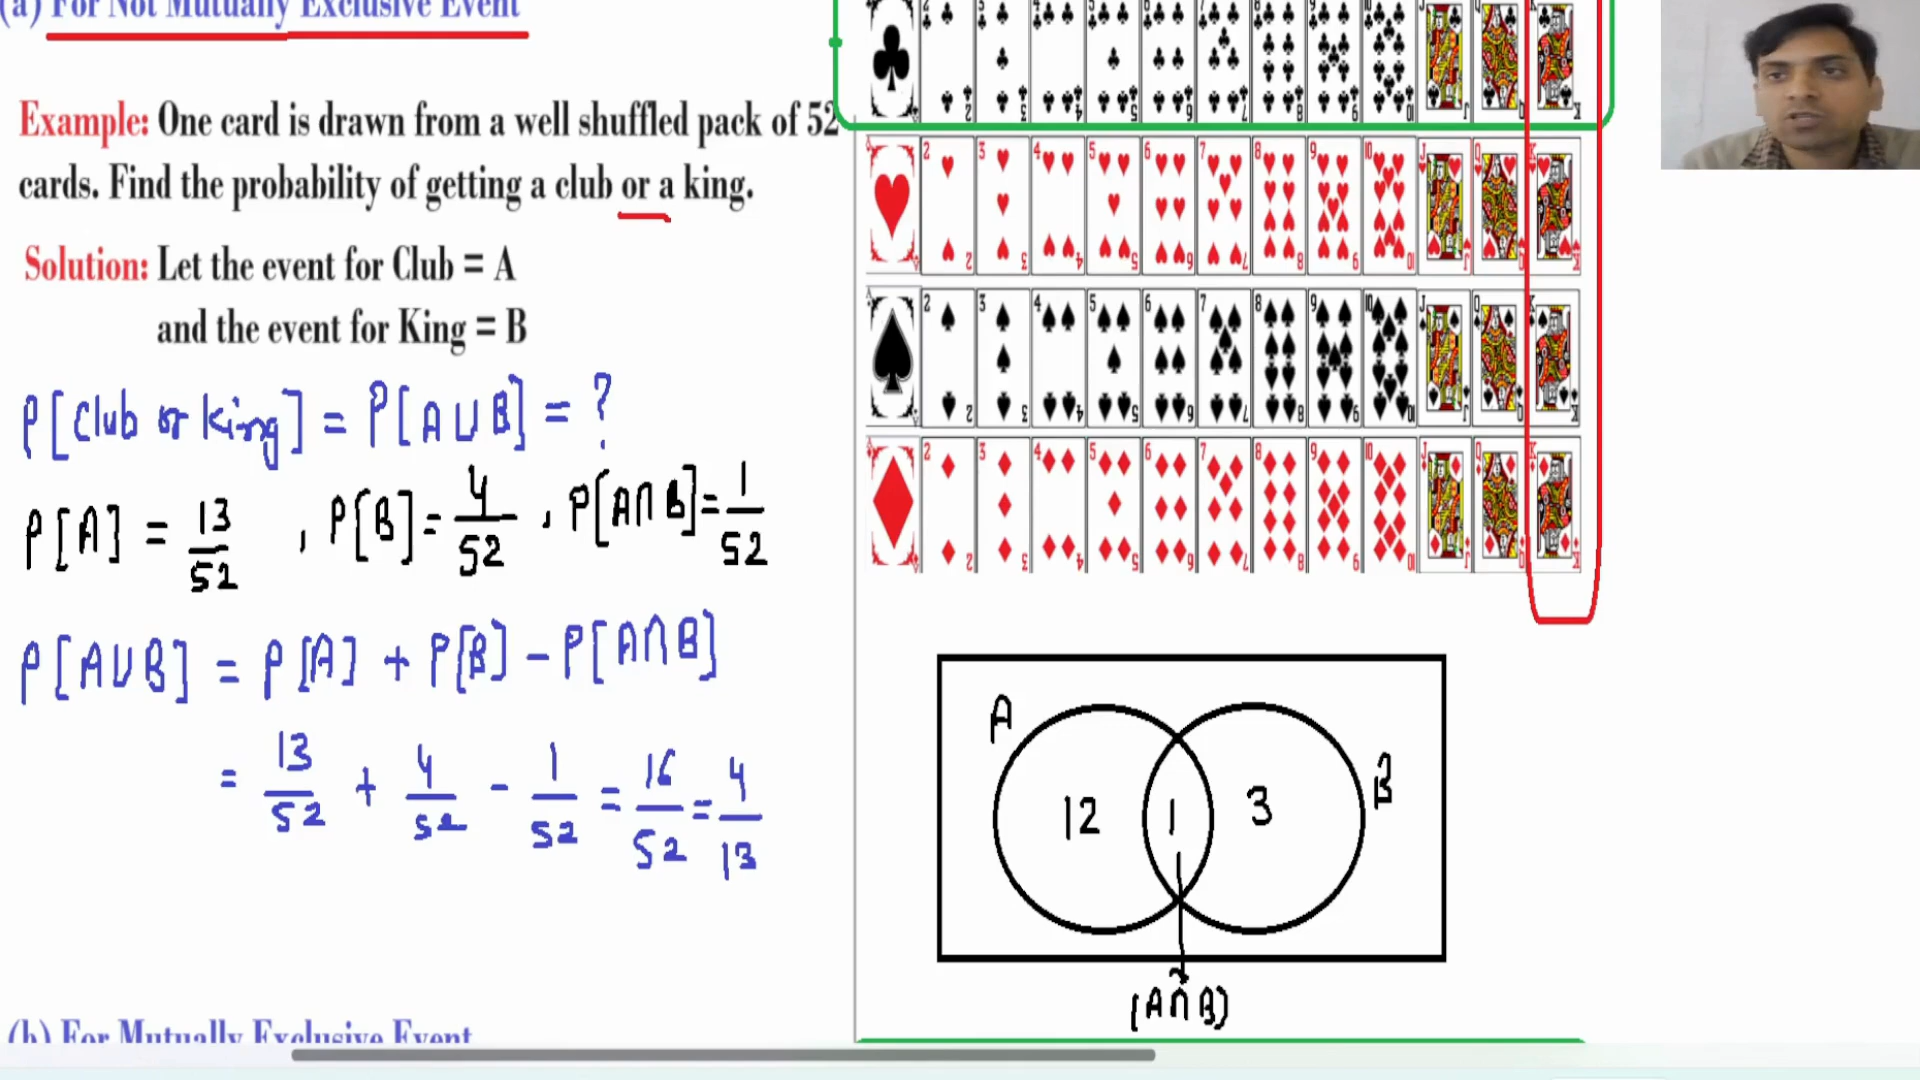 (a) For Not Mutually Exclusive Event
Example: One card is drawn from a well shuffled pack of 52
cards. Find the probability of getting a club or a king.
Solution: Let the event for Club = A
and the event for King = B
P[Club or king] = P[A∪B] = ?
P[A] = 13/52 , P[B] = 4/52 , P[A∩B] = 1/52
P[A∪B] = P[A] + P[B] - P[A∩B]
= 13/52 + 4/52 - 1/52 = 16/52 = 4/13
(b) For Mutually Exclusive Event
A
B
12
1
3
(A∩B)